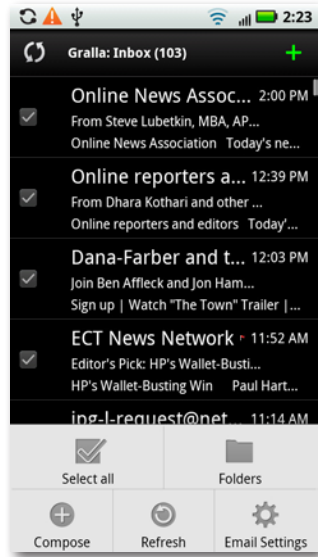 2:23
Gralla: Inbox (103)
Online News Assoc... 2:00 PM
From Steve Lubetkin, MBA, AP...
Online News Association Today's ne...
Online reporters a... 12:39 PM
From Dhara Kothari and other ...
Online reporters and editors Today'...
Dana-Farber and t... 12:03 PM
Join Ben Affleck and Jon Ham...
Sign up | Watch "The Town" Trailer |...
ECT News Network 11:52 AM
Editor's Pick: HP's Wallet-Busti...
HP's Wallet-Busting Win Paul Hart...
jpg-l-request@net... 11:14 AM
Select all Folders
Compose Refresh Email Settings